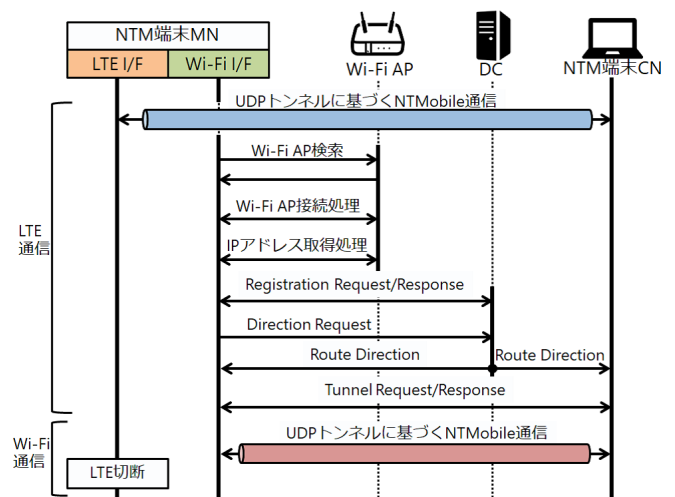 NTM端末MN
LTE I/F
Wi-Fi I/F
Wi-Fi AP
DC
NTM端末CN
UDPトンネルに基づくNTMobile通信
Wi-Fi AP検索
Wi-Fi AP接続処理
LTE
通信
IPアドレス取得処理
Registration Request/Response
Direction Request
Route Direction
Route Direction
Tunnel Request/Response
UDPトンネルに基づくNTMobile通信
Wi-Fi
通信
LTE切断